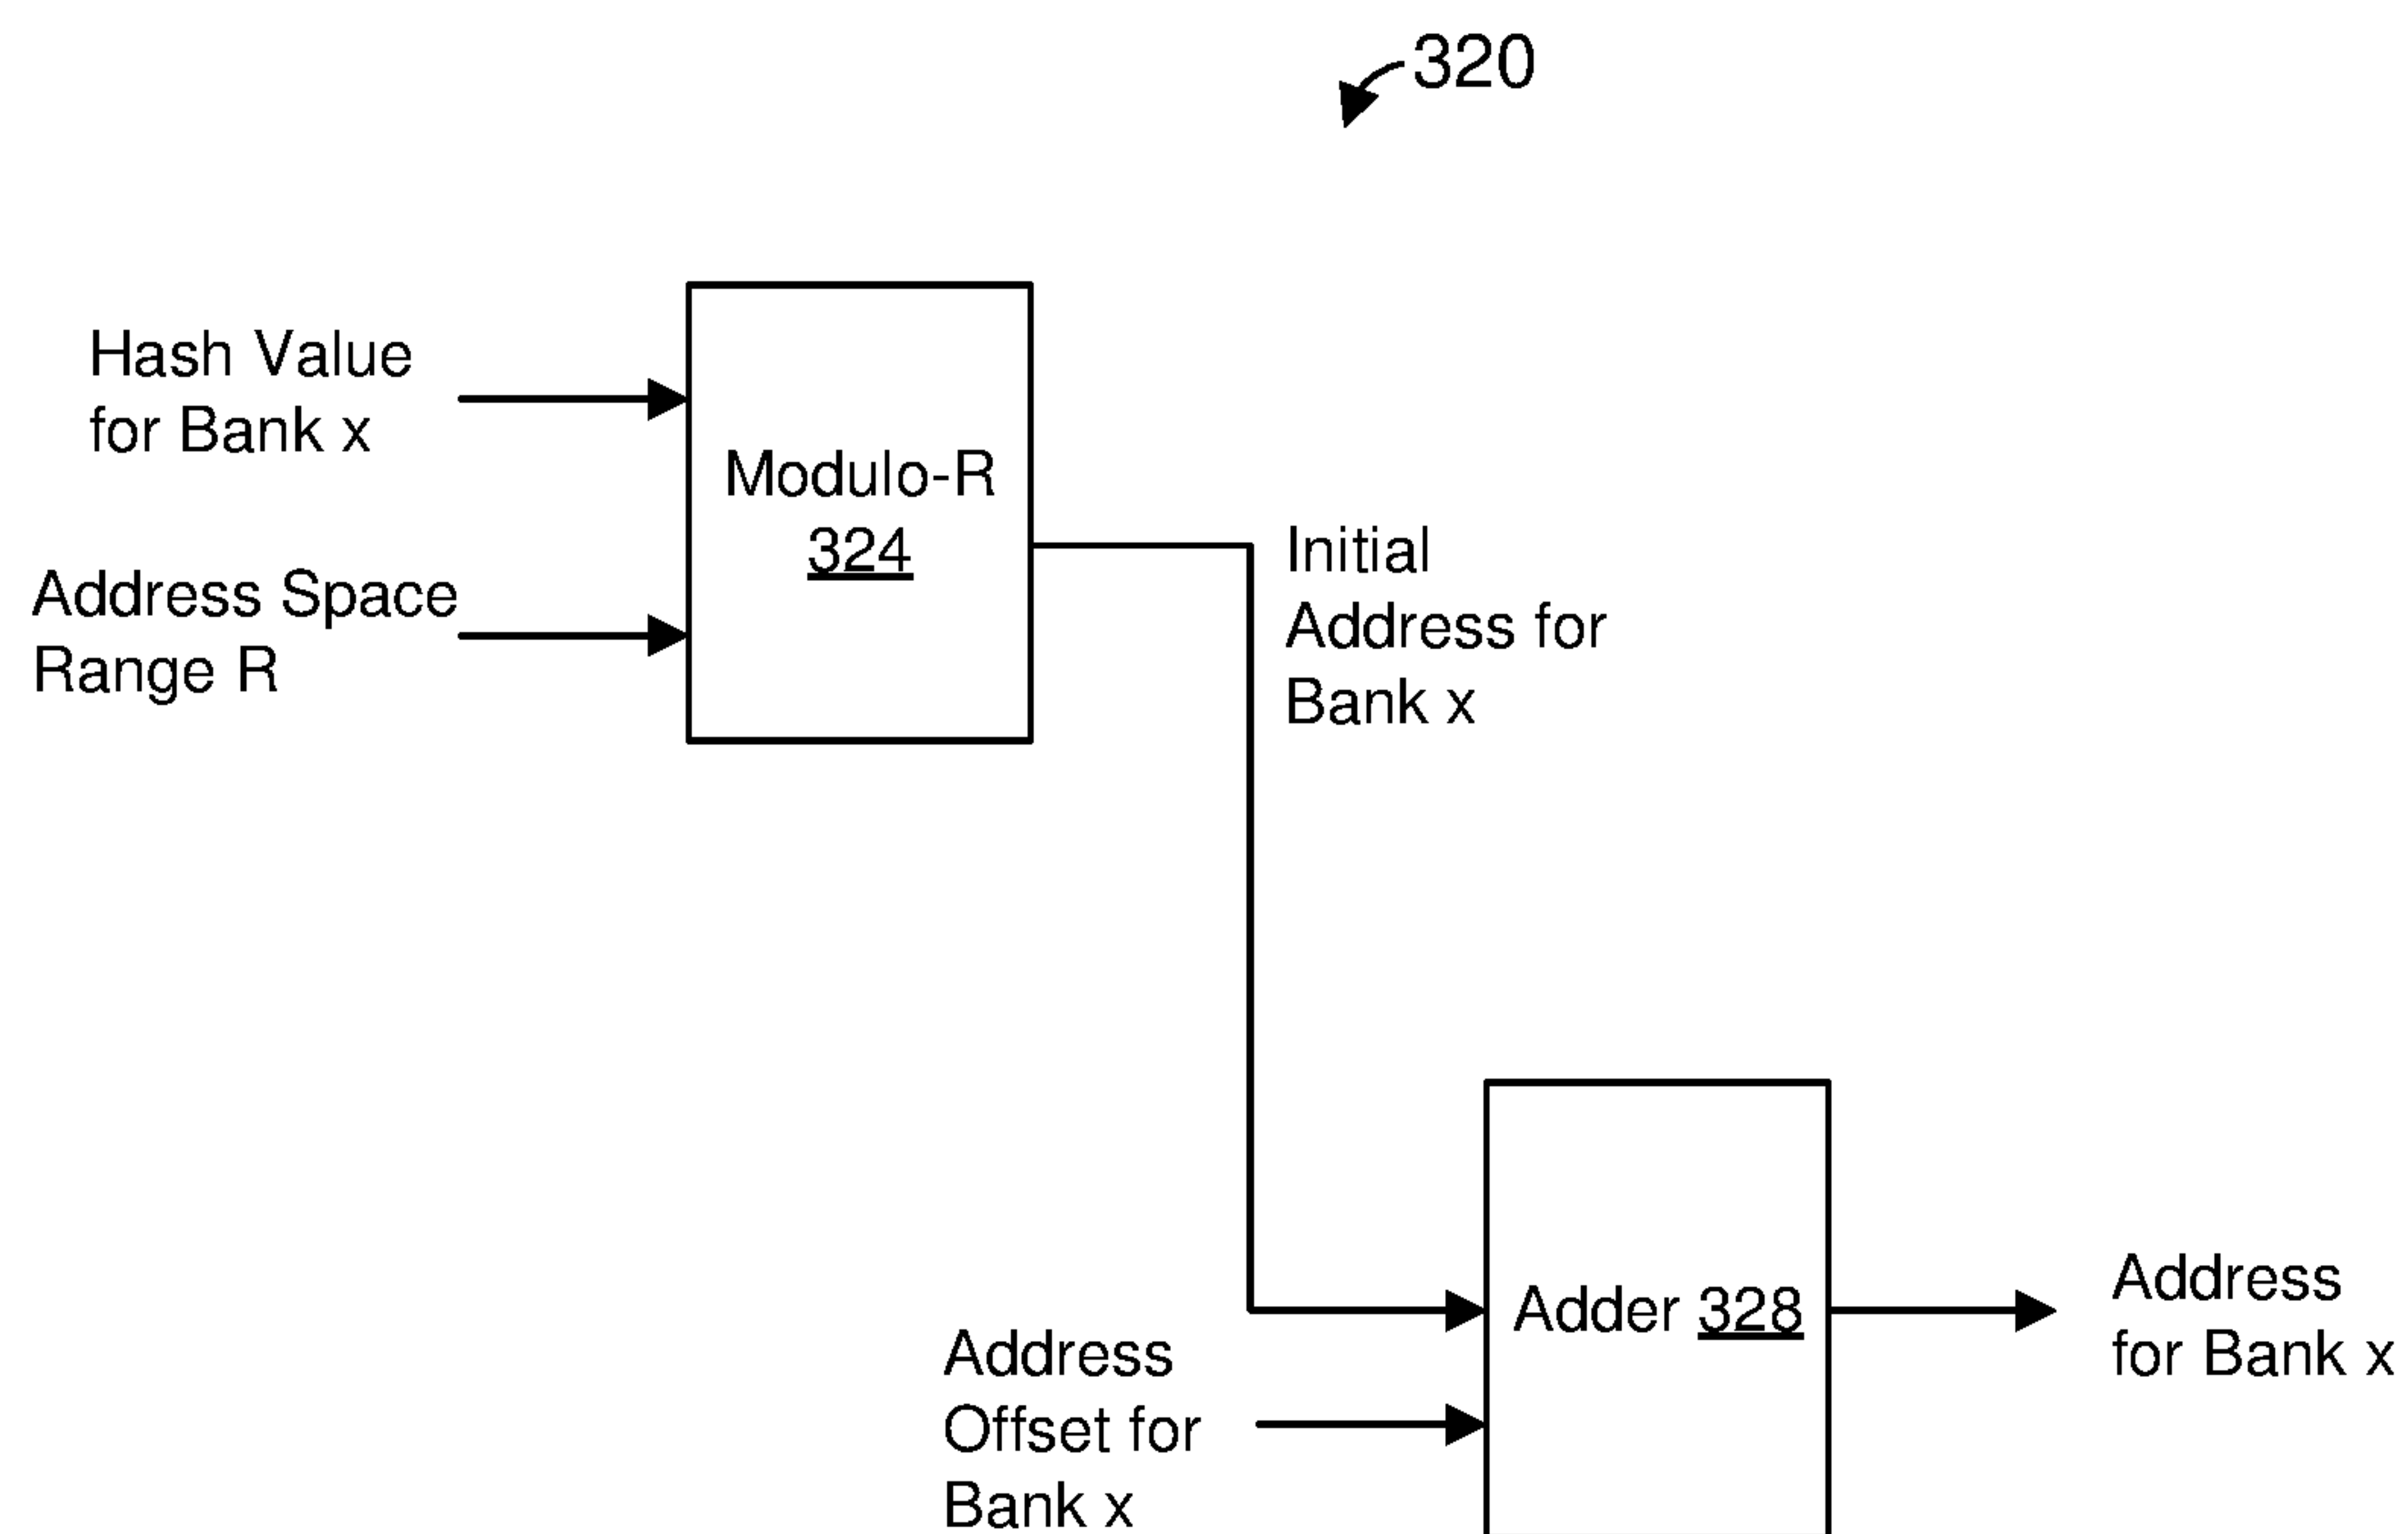 320
Hash Value
for Bank x
Address Space
Range R
Modulo-R
324
Initial
Address for
Bank x
Address
Offset for
Bank x
Adder 328
Address
for Bank x